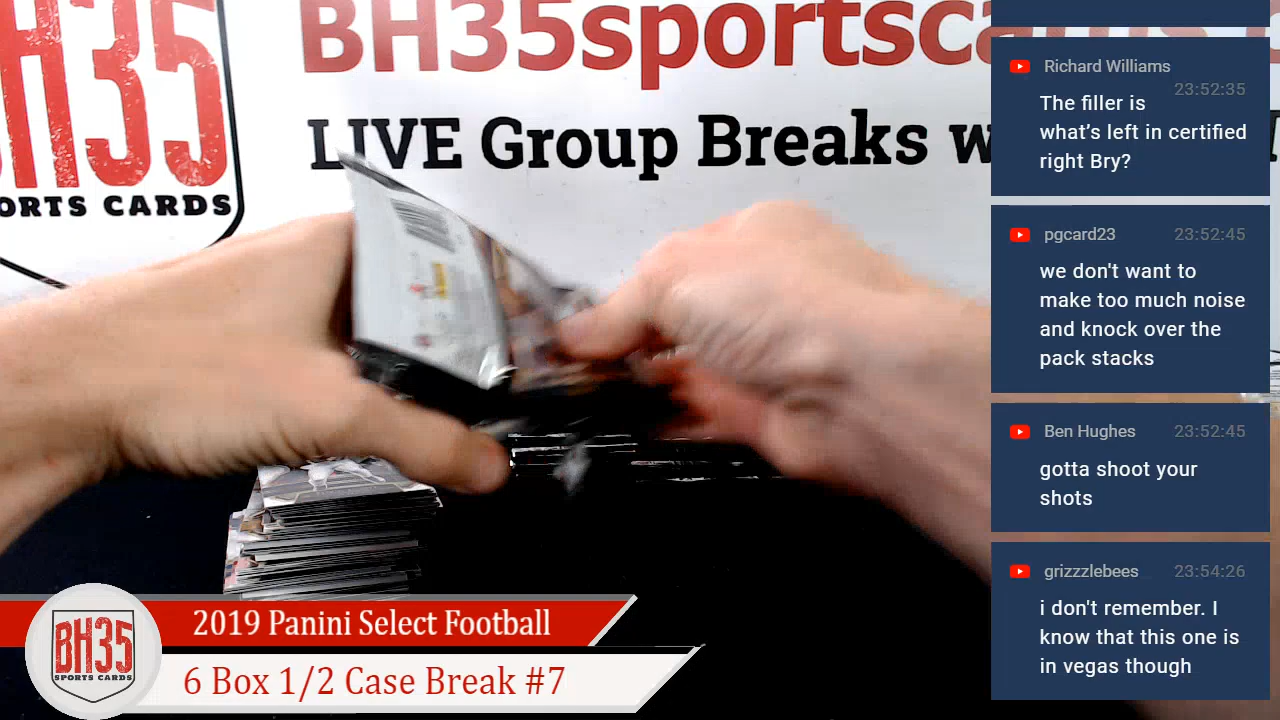 BH35
SPORTS CARDS
BH35sportscards
LIVE Group Breaks
Richard Williams
23:52:35
The filler is
what's left in certified
right Bry?
pgcard23 23:52:45
we don't want to
make too much noise
and knock over the
pack stacks
Ben Hughes 23:52:45
gotta shoot your
shots
grizzzlebees 23:54:26
i don't remember. I
know that this one is
in vegas though
BH35
SPORTS CARDS
2019 Panini Select Football
6 Box 1/2 Case Break #7